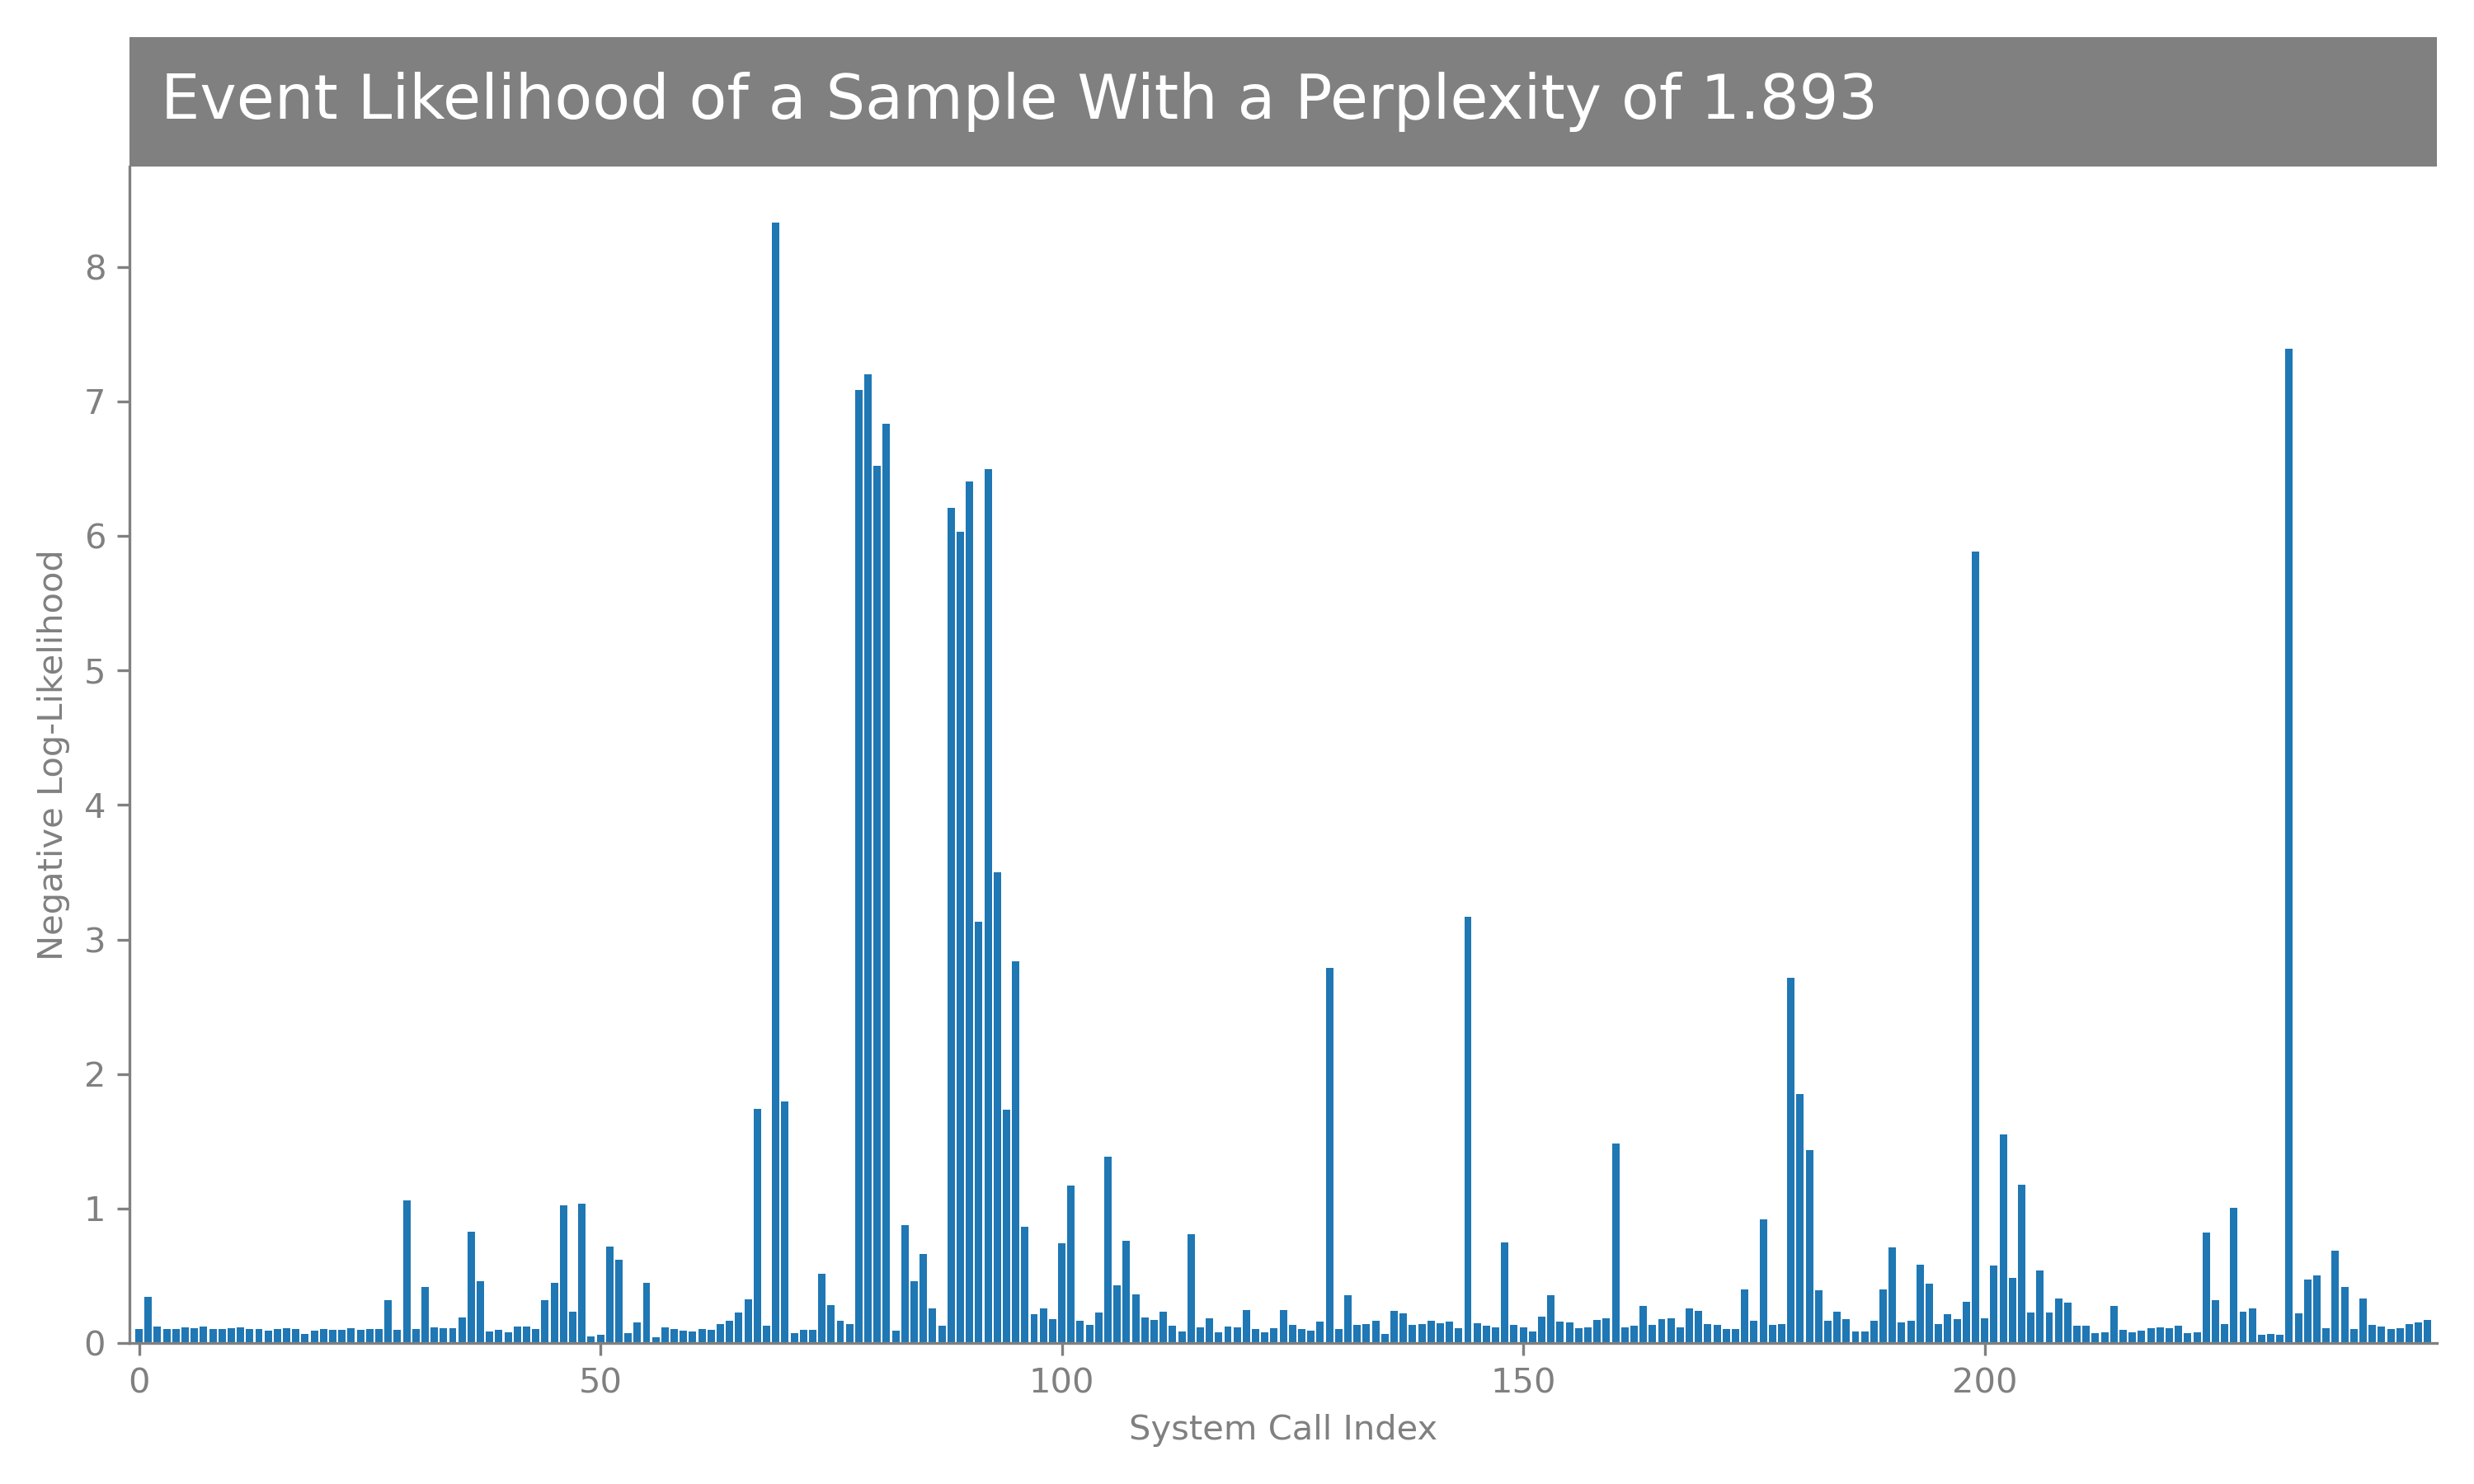 Event Likelihood of a Sample With a Perplexity of 1.893
8
7
6
5
4
3
2
1
0
Negative Log-Likelihood
0 50 100 150 200
System Call Index